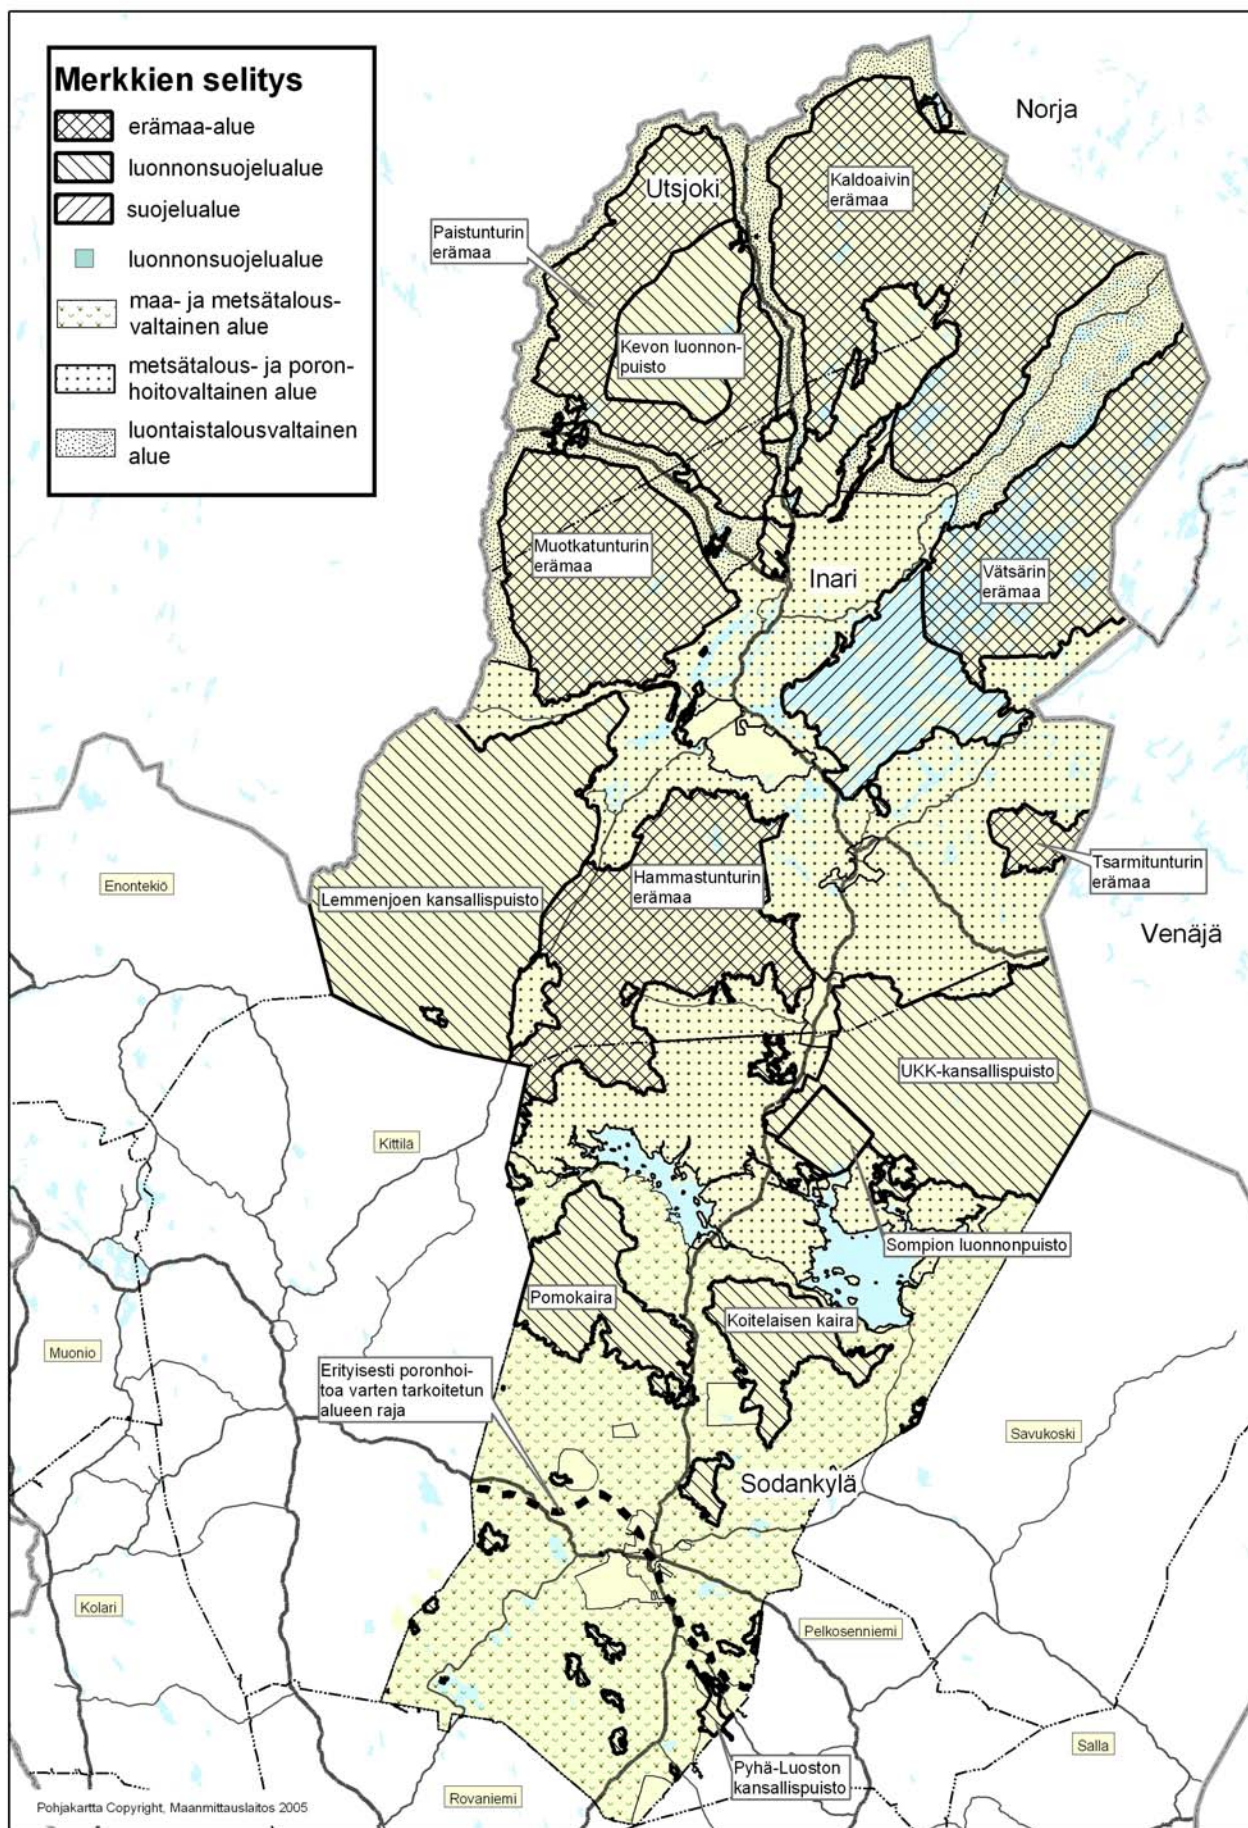 Merkkien selitys
erämaa-alue
luonnonsuojelualue
suojelualue
luonnonsuojelualue
maa- ja metsätalous-
valtainen alue
metsätalous- ja poron-
hoitovaltainen alue
luontaistalousvaltainen
alue
Norja
Utsjoki
Kaldoaivin
erämaa
Paistunturin
erämaa
Kevon luonnon-
puisto
Muotkatunturin
erämaa
Inari
Vätsärin
erämaa
Tsarmitunturin
erämaa
Enontekiö
Lemmenjoen kansallispuisto
Hammastunturin
erämaa
Venäjä
UKK-kansallispuisto
Kittilä
Sompion luonnonpuisto
Pomokaira
Koitelaisen kaira
Muonio
Erityisesti poronhoi-
toa varten tarkoitetun
alueen raja
Savukoski
Sodankylä
Kolari
Pelkosenniemi
Salla
Pyhä-Luoston
kansallispuisto
Rovaniemi
Pohjakartta Copyright, Maanmittauslaitos 2005